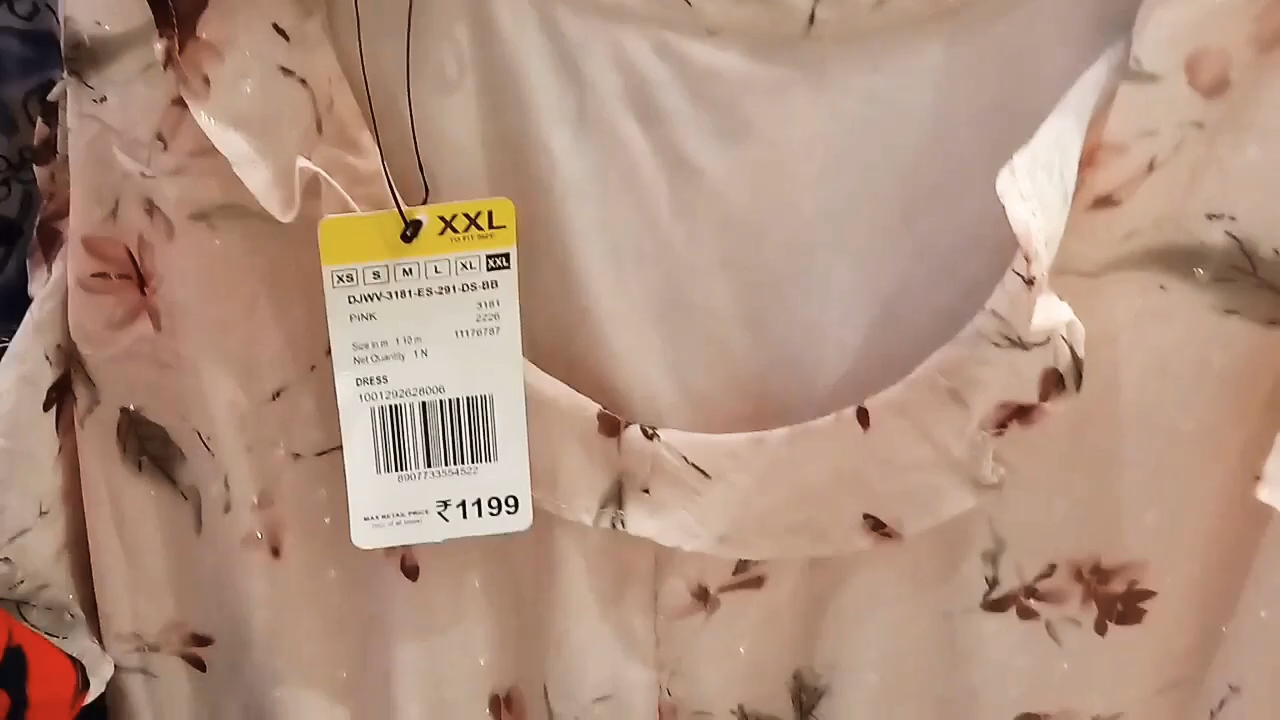 XXL
TO FIT SIZE
XS S M L XL XXL
DJWV-3181-ES-291-DS-BB
PINK 3181
2226
11176787
Size in m 1.10 m
Net Quantity 1 N
DRESS
1001292628006
8907733554522
MAX RETAIL PRICE ₹1199